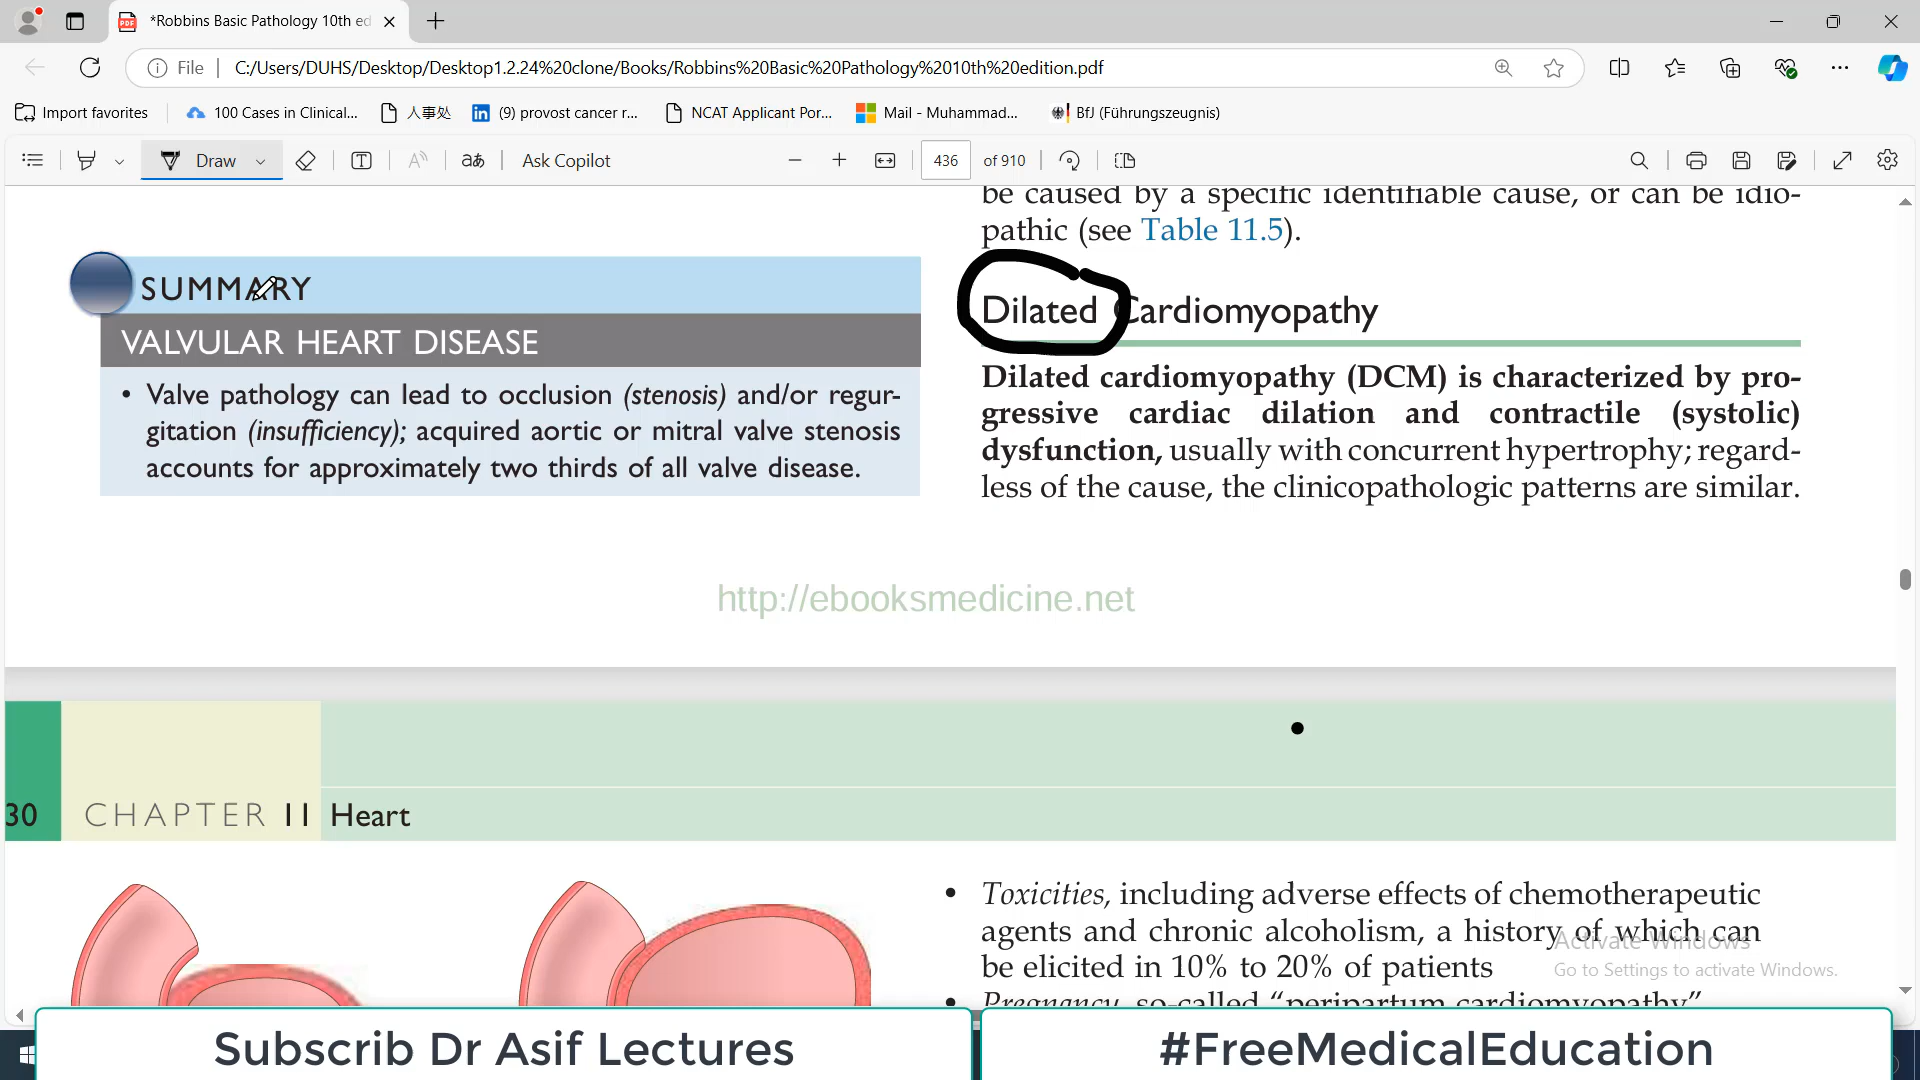 *Robbins Basic Pathology 10th ed
File
C:/Users/DUHS/Desktop/Desktop1.2.24%20clone/Books/Robbins%20Basic%20Pathology%2010th%20edition.pdf
Import favorites
100 Cases in Clinical...
人事处
(9) provost cancer r...
NCAT Applicant Por...
Mail - Muhammad...
BfJ (Führungszeugnis)
Draw
Ask Copilot
436 of 910
SUMMARY
VALVULAR HEART DISEASE
• Valve pathology can lead to occlusion (stenosis) and/or regur-
gitation (insufficiency); acquired aortic or mitral valve stenosis
accounts for approximately two thirds of all valve disease.
be caused by a specific identifiable cause, or can be idio-
pathic (see Table 11.5).
Dilated Cardiomyopathy
Dilated cardiomyopathy (DCM) is characterized by pro-
gressive cardiac dilation and contractile (systolic)
dysfunction, usually with concurrent hypertrophy; regard-
less of the cause, the clinicopathologic patterns are similar.
http://ebooksmedicine.net
30 CHAPTER 11 Heart
• Toxicities, including adverse effects of chemotherapeutic
agents and chronic alcoholism, a history of which can
be elicited in 10% to 20% of patients
• Pregnancy, so-called “peripartum cardiomyopathy”
Activate Windows
Go to Settings to activate Windows.
Subscrib Dr Asif Lectures
#FreeMedicalEducation